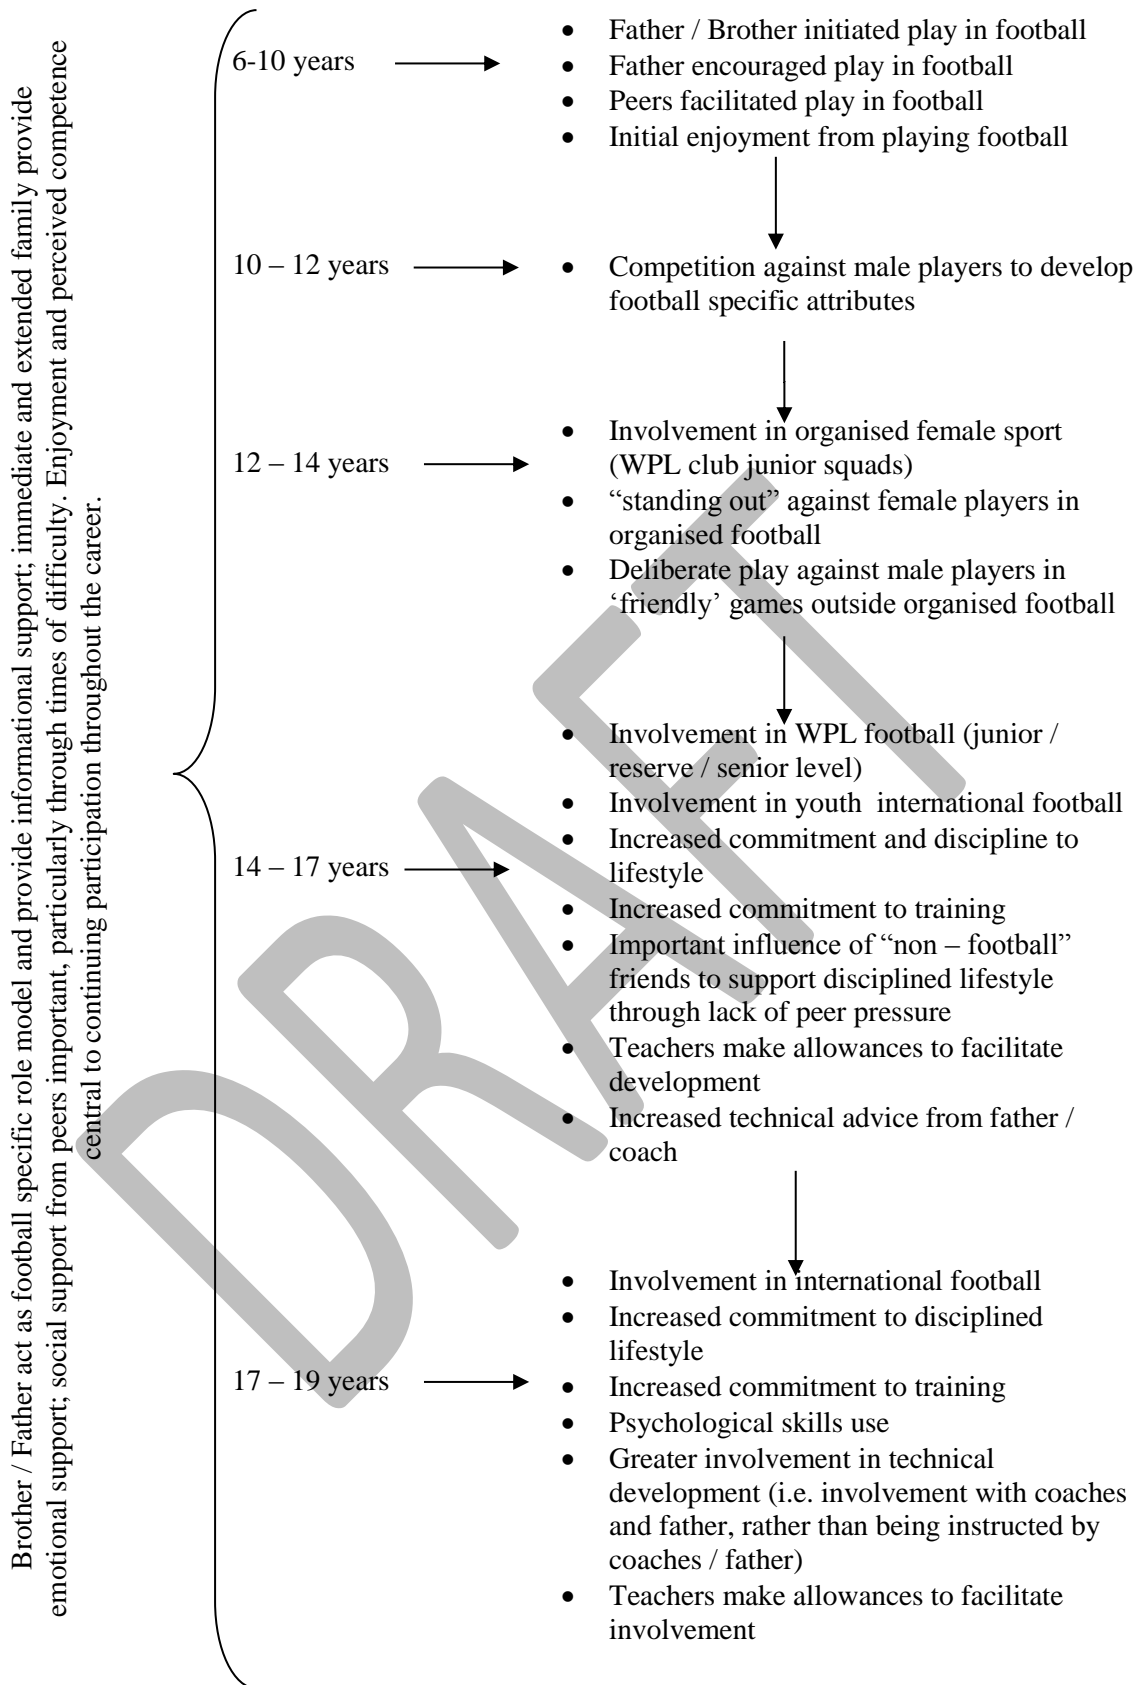 Brother / Father act as football specific role model and provide informational support; immediate and extended family provide
emotional support; social support from peers important, particularly through times of difficulty. Enjoyment and perceived competence
central to continuing participation throughout the career.
6-10 years
• Father / Brother initiated play in football
• Father encouraged play in football
• Peers facilitated play in football
• Initial enjoyment from playing football
10 – 12 years
• Competition against male players to develop
football specific attributes
12 – 14 years
• Involvement in organised female sport
(WPL club junior squads)
• “standing out” against female players in
organised football
• Deliberate play against male players in
‘friendly’ games outside organised football
14 – 17 years
• Involvement in WPL football (junior /
reserve / senior level)
• Involvement in youth international football
• Increased commitment and discipline to
lifestyle
• Increased commitment to training
• Important influence of “non – football”
friends to support disciplined lifestyle
through lack of peer pressure
• Teachers make allowances to facilitate
development
• Increased technical advice from father /
coach
17 – 19 years
• Involvement in international football
• Increased commitment to disciplined
lifestyle
• Increased commitment to training
• Psychological skills use
• Greater involvement in technical
development (i.e. involvement with coaches
and father, rather than being instructed by
coaches / father)
• Teachers make allowances to facilitate
involvement
DRAFT